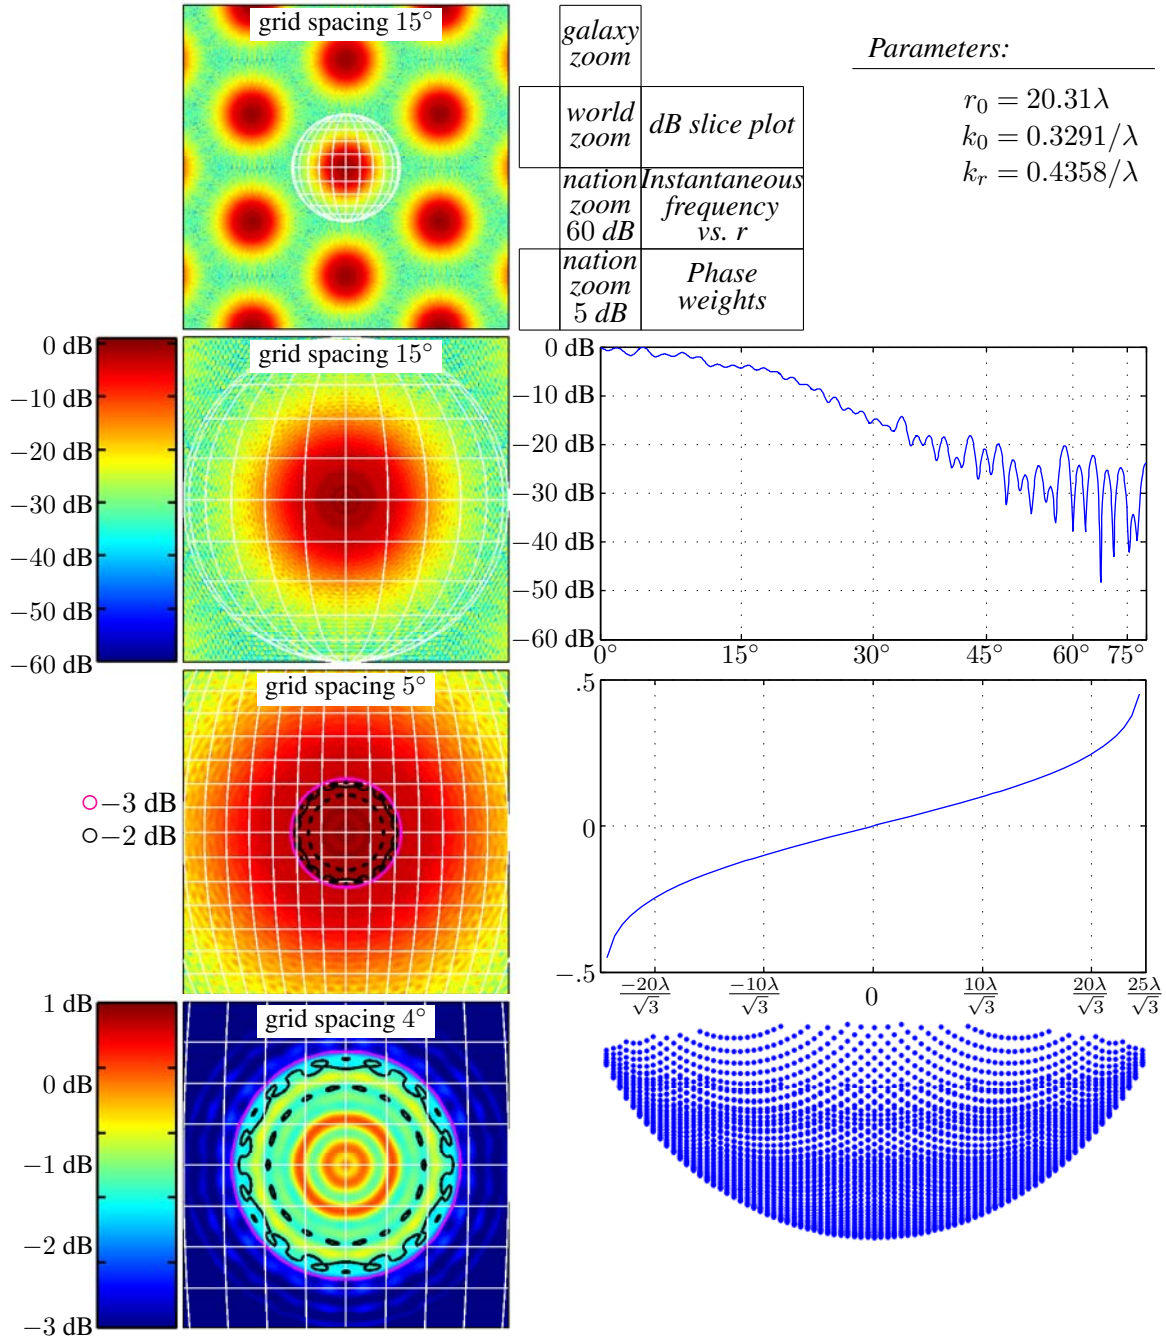 grid spacing 15°
galaxy
zoom
world
zoom
dB slice plot
nation
zoom
60 dB
Instantaneous
frequency
vs. r
nation
zoom
5 dB
Phase
weights
Parameters:
r₀ = 20.31λ
k₀ = 0.3291/λ
kᵣ = 0.4358/λ
0 dB
−10 dB
−20 dB
−30 dB
−40 dB
−50 dB
−60 dB
grid spacing 15°
0 dB
−10 dB
−20 dB
−30 dB
−40 dB
−50 dB
−60 dB
0° 15° 30° 45° 60° 75°
−3 dB
−2 dB
grid spacing 5°
.5
0
−.5
−20λ/√3 −10λ/√3 0 10λ/√3 20λ/√3 25λ/√3
1 dB
0 dB
−1 dB
−2 dB
−3 dB
grid spacing 4°